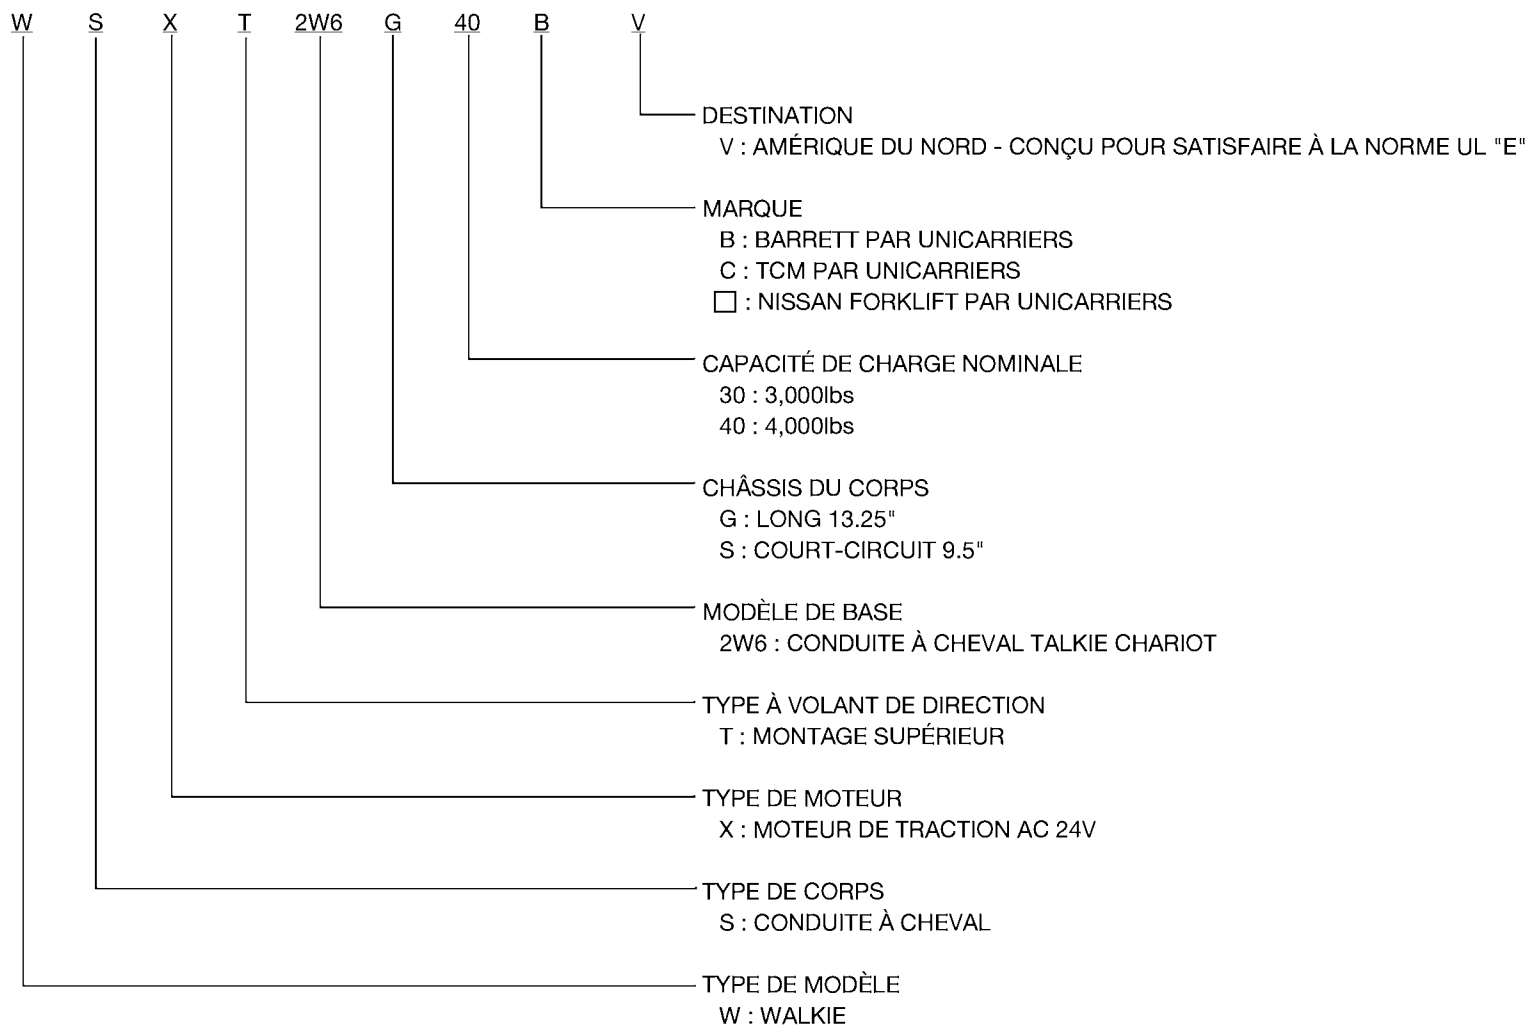 W S X T 2W6 G 40 B V
DESTINATION
V : AMÉRIQUE DU NORD - CONÇU POUR SATISFAIRE À LA NORME UL "E"
MARQUE
B : BARRETT PAR UNICARRIERS
C : TCM PAR UNICARRIERS
□ : NISSAN FORKLIFT PAR UNICARRIERS
CAPACITÉ DE CHARGE NOMINALE
30 : 3,000lbs
40 : 4,000lbs
CHÂSSIS DU CORPS
G : LONG 13.25"
S : COURT-CIRCUIT 9.5"
MODÈLE DE BASE
2W6 : CONDUITE À CHEVAL TALKIE CHARIOT
TYPE À VOLANT DE DIRECTION
T : MONTAGE SUPÉRIEUR
TYPE DE MOTEUR
X : MOTEUR DE TRACTION AC 24V
TYPE DE CORPS
S : CONDUITE À CHEVAL
TYPE DE MODÈLE
W : WALKIE